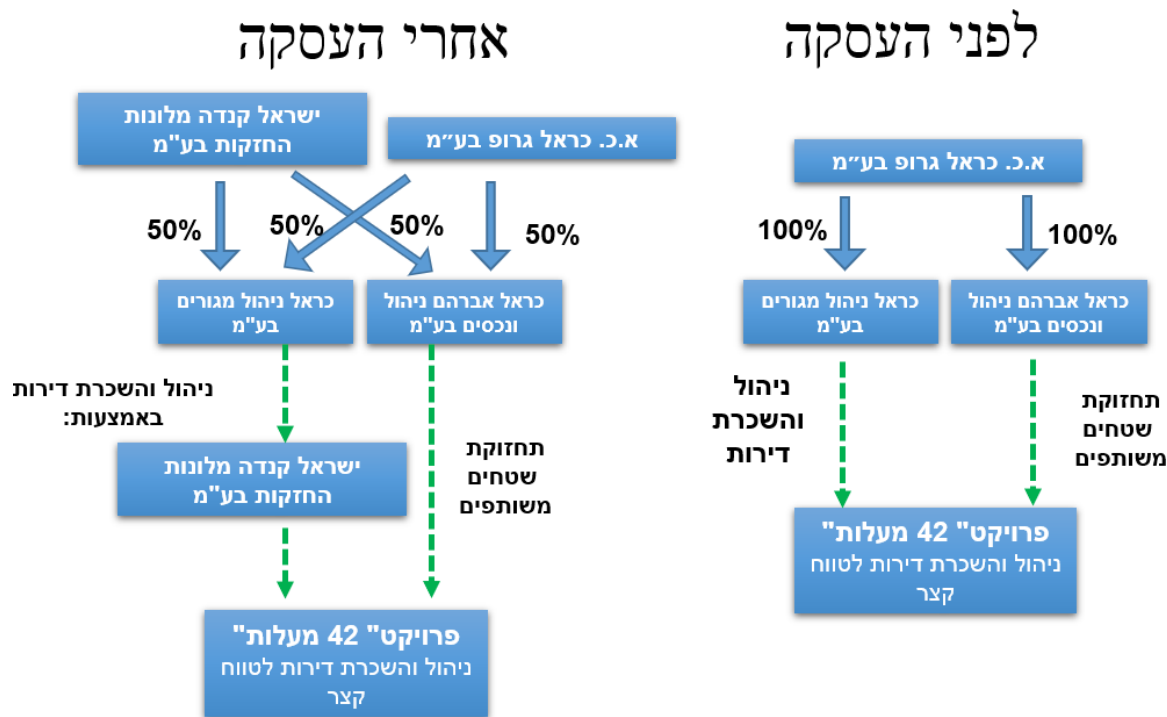 לפני העסקה
א.כ. כראל גרופ בע״מ
100%
100%
כראל אברהם ניהול
ונכסים בע"מ
כראל ניהול מגורים
בע"מ
תחזוקת
שטחים
משותפים
ניהול
והשכרת
דירות
פרויקט" 42 מעלות"
ניהול והשכרת דירות לטווח
קצר
אחרי העסקה
א.כ. כראל גרופ בע״מ
ישראל קנדה מלונות
החזקות בע"מ
50%
50%
50%
50%
כראל אברהם ניהול
ונכסים בע"מ
כראל ניהול מגורים
בע"מ
ניהול והשכרת דירות
באמצעות:
תחזוקת
שטחים
משותפים
ישראל קנדה מלונות
החזקות בע"מ
פרויקט" 42 מעלות"
ניהול והשכרת דירות לטווח
קצר